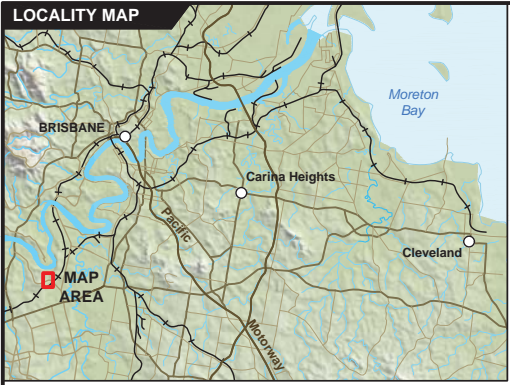 LOCALITY MAP
Moreton
Bay
BRISBANE
Carina Heights
Pacific
Cleveland
MAP
AREA
Motorway